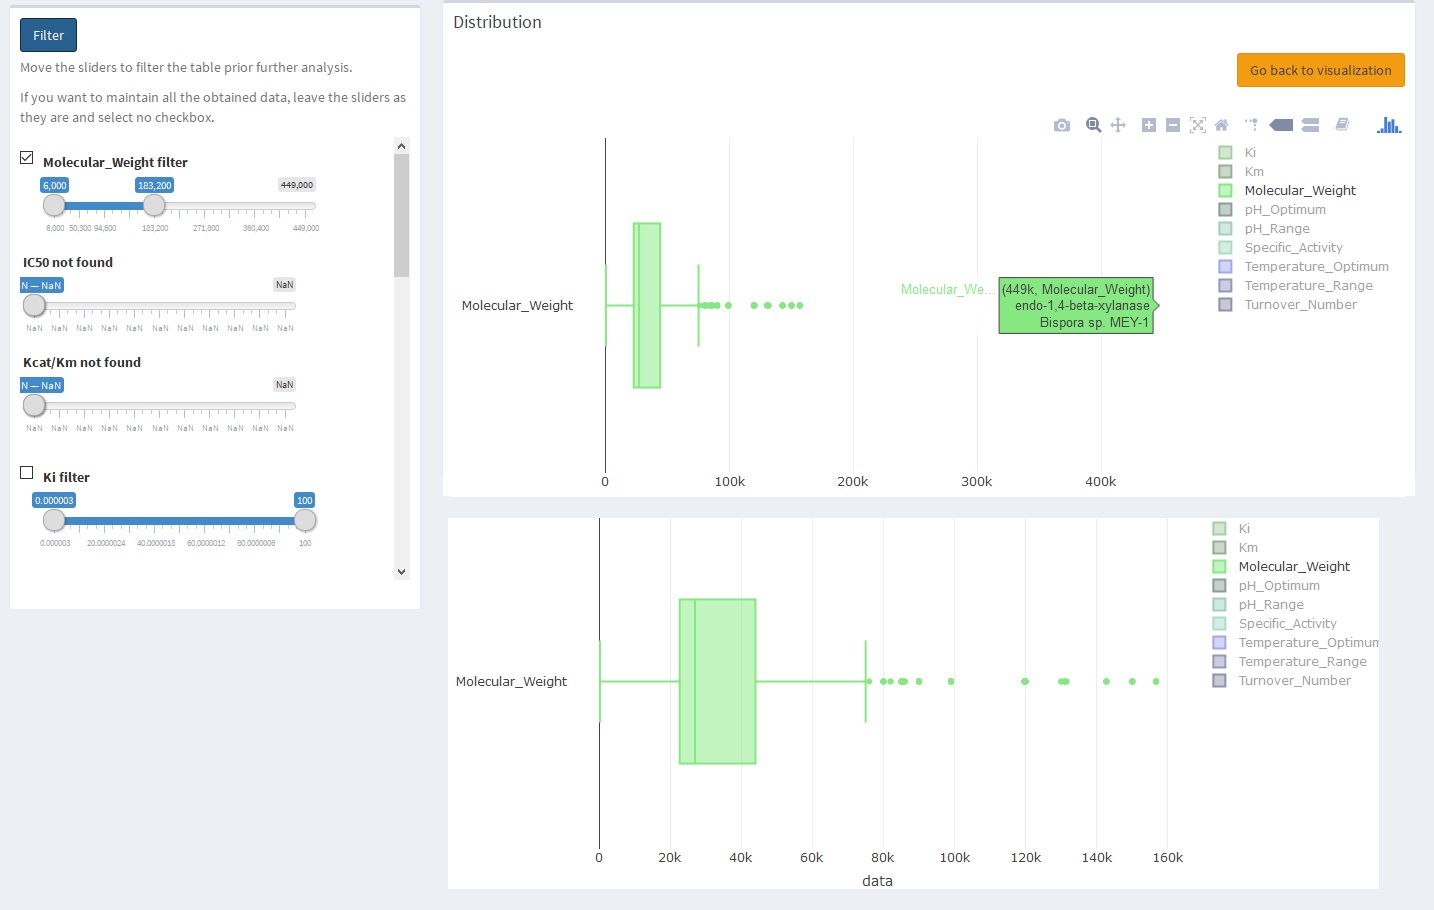 Filter
Move the sliders to filter the table prior further analysis.
If you want to maintain all the obtained data, leave the sliders as
they are and select no checkbox.
Molecular_Weight filter
6,000 183,200 449,000
6,000 50,300 94,600 183,200 271,800 360,400 449,000
IC50 not found
N — NaN NaN
NaN NaN NaN NaN NaN NaN NaN NaN NaN NaN NaN
Kcat/Km not found
N — NaN NaN
NaN NaN NaN NaN NaN NaN NaN NaN NaN NaN NaN
Ki filter
0.000003 100
0.000003 20.0000024 40.0000018 60.0000012 80.0000006 100
Distribution
Go back to visualization
Molecular_Weight
Molecular_We...
(449k, Molecular_Weight)
endo-1,4-beta-xylanase
Bispora sp. MEY-1
0 100k 200k 300k 400k
Ki
Km
Molecular_Weight
pH_Optimum
pH_Range
Specific_Activity
Temperature_Optimum
Temperature_Range
Turnover_Number
Molecular_Weight
0 20k 40k 60k 80k 100k 120k 140k 160k
data
Ki
Km
Molecular_Weight
pH_Optimum
pH_Range
Specific_Activity
Temperature_Optimum
Temperature_Range
Turnover_Number